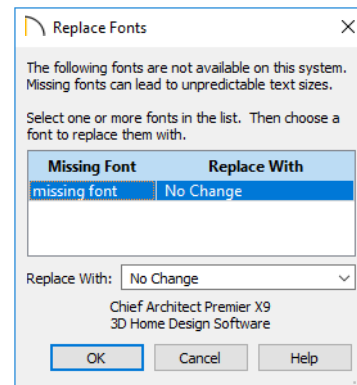 Replace Fonts
The following fonts are not available on this system.
Missing fonts can lead to unpredictable text sizes.
Select one or more fonts in the list. Then choose a
font to replace them with.
Missing Font Replace With
missing font No Change
Replace With: No Change
Chief Architect Premier X9
3D Home Design Software
OK Cancel Help